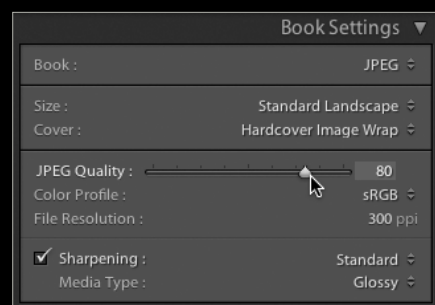 Book Settings
Book : JPEG
Size : Standard Landscape
Cover : Hardcover Image Wrap
JPEG Quality : 80
Color Profile : sRGB
File Resolution : 300 ppi
Sharpening : Standard
Media Type : Glossy